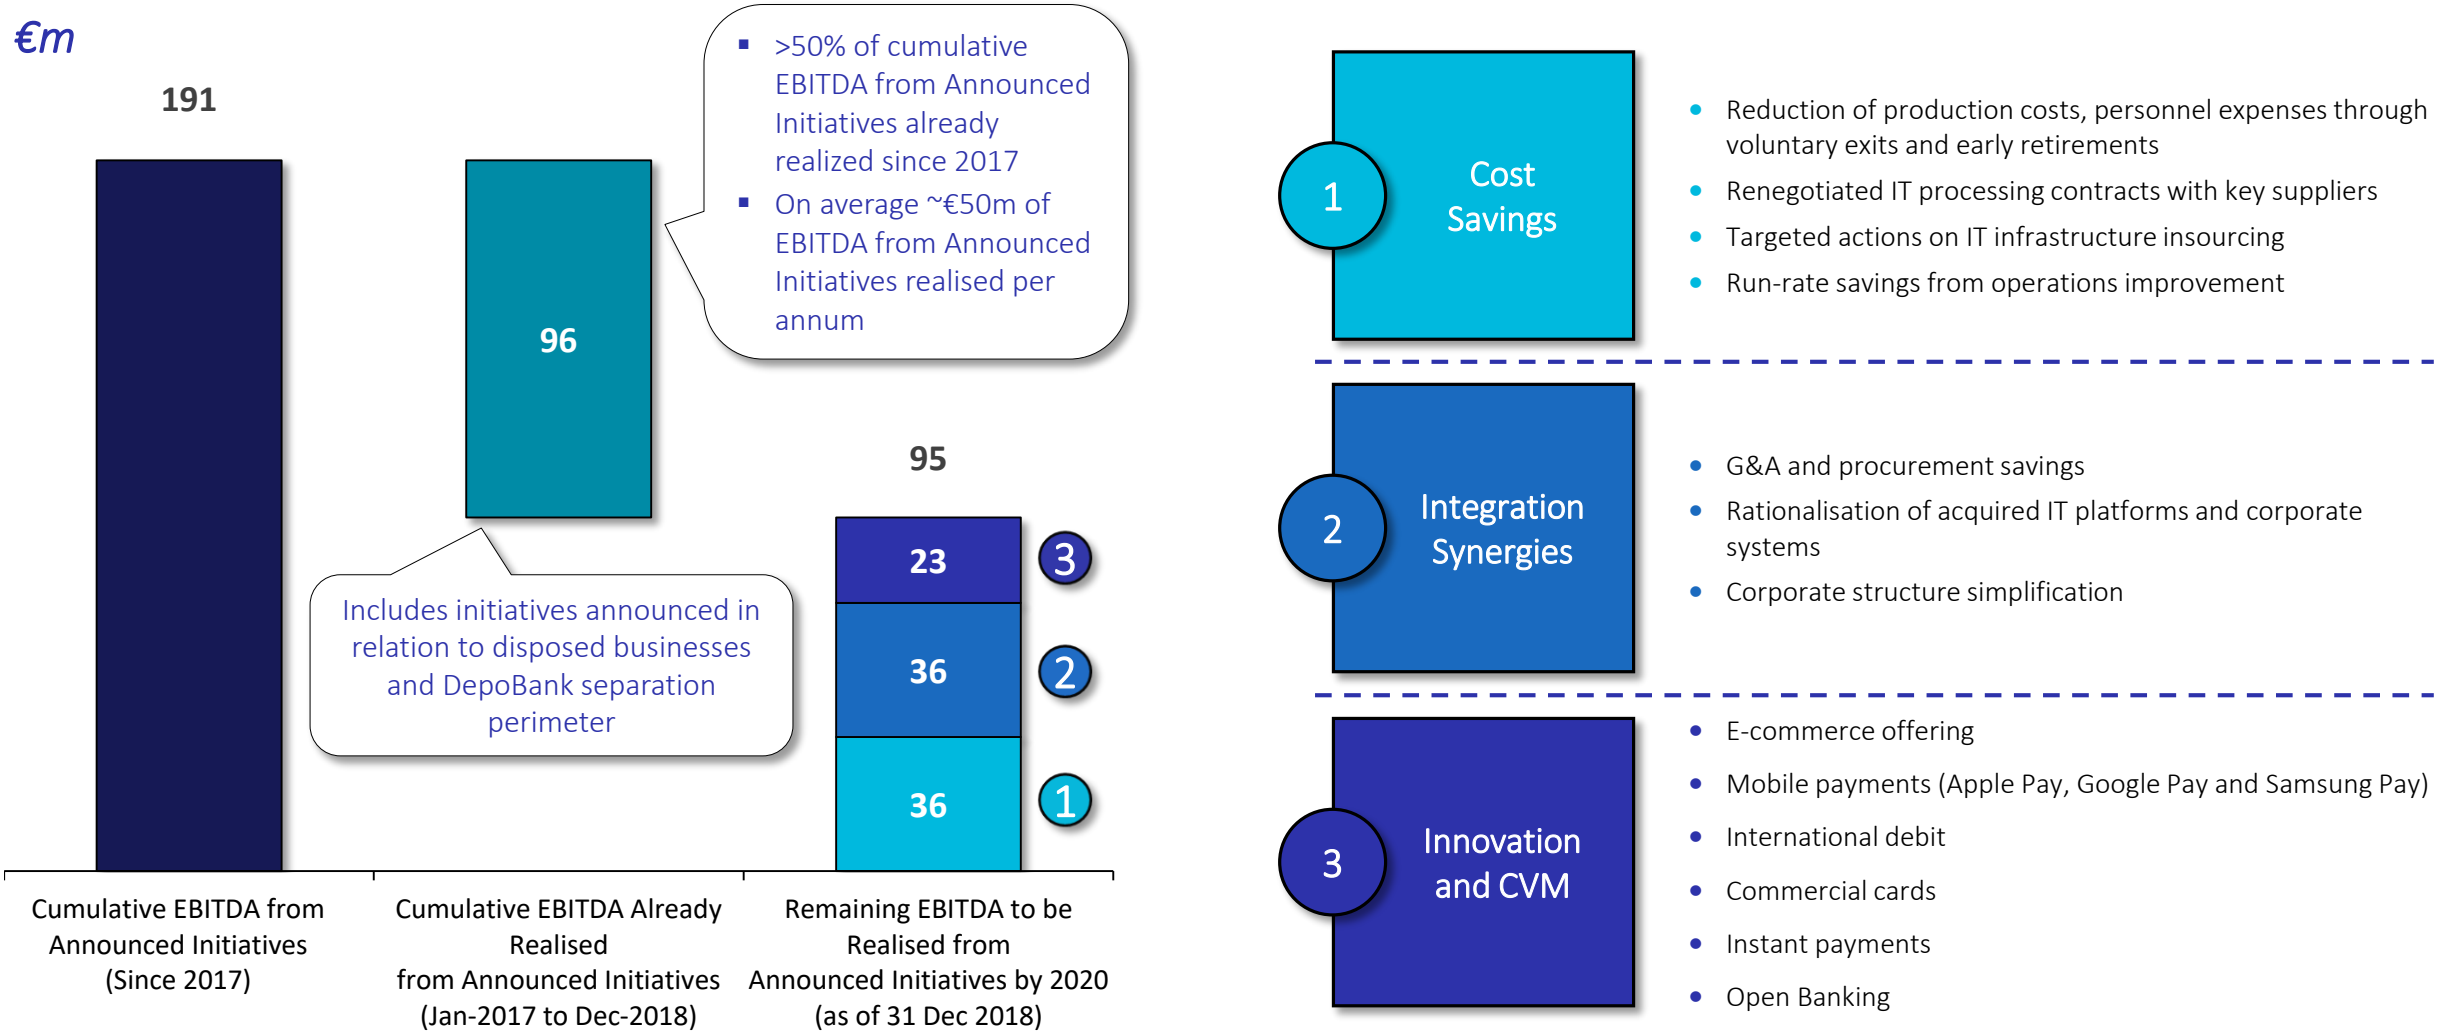 €m
191
96
▪ >50% of cumulative
EBITDA from Announced
Initiatives already
realized since 2017
▪ On average ~€50m of
EBITDA from Announced
Initiatives realised per
annum
Includes initiatives announced in
relation to disposed businesses
and DepoBank separation
perimeter
95
23
3
36
2
36
1
Cumulative EBITDA from
Announced Initiatives
(Since 2017)
Cumulative EBITDA Already
Realised
from Announced Initiatives
(Jan-2017 to Dec-2018)
Remaining EBITDA to be
Realised from
Announced Initiatives by 2020
(as of 31 Dec 2018)
1
Cost
Savings
• Reduction of production costs, personnel expenses through
voluntary exits and early retirements
• Renegotiated IT processing contracts with key suppliers
• Targeted actions on IT infrastructure insourcing
• Run-rate savings from operations improvement
2
Integration
Synergies
• G&A and procurement savings
• Rationalisation of acquired IT platforms and corporate
systems
• Corporate structure simplification
3
Innovation
and CVM
• E-commerce offering
• Mobile payments (Apple Pay, Google Pay and Samsung Pay)
• International debit
• Commercial cards
• Instant payments
• Open Banking